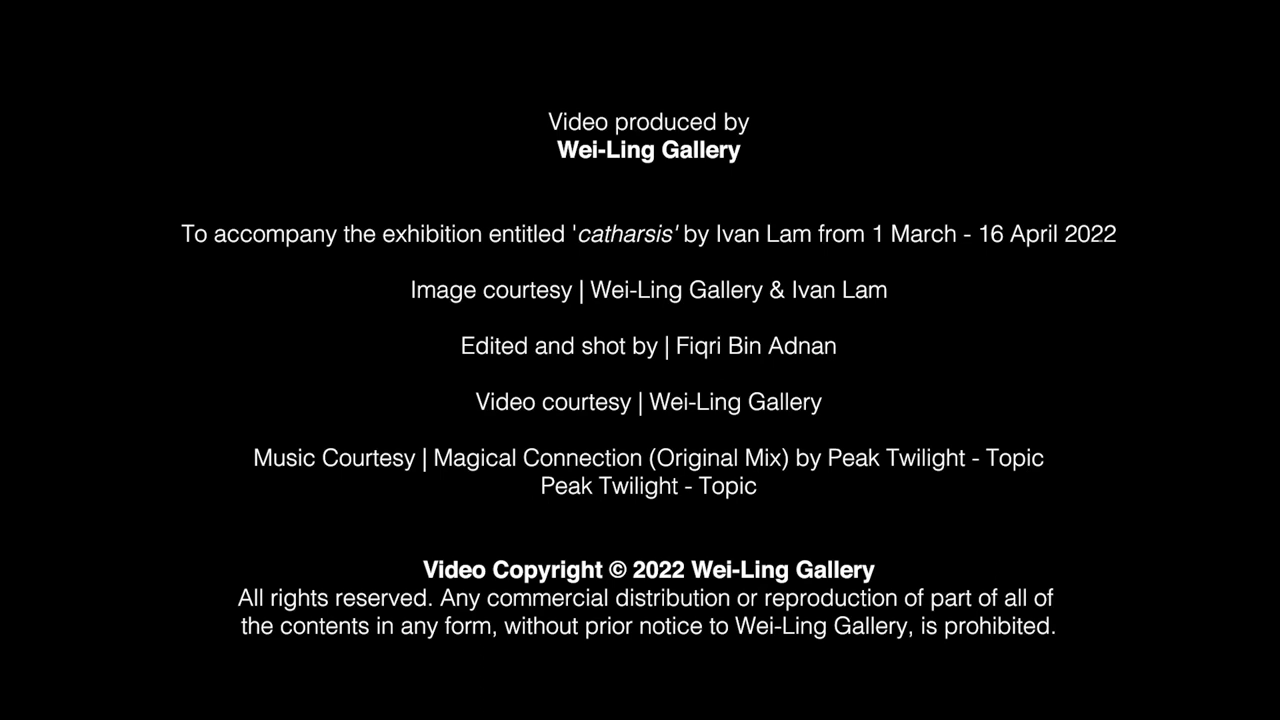 Video produced by
Wei-Ling Gallery
To accompany the exhibition entitled 'catharsis' by Ivan Lam from 1 March - 16 April 2022
Image courtesy | Wei-Ling Gallery & Ivan Lam
Edited and shot by | Fiqri Bin Adnan
Video courtesy | Wei-Ling Gallery
Music Courtesy | Magical Connection (Original Mix) by Peak Twilight - Topic
Peak Twilight - Topic
Video Copyright © 2022 Wei-Ling Gallery
All rights reserved. Any commercial distribution or reproduction of part of all of
the contents in any form, without prior notice to Wei-Ling Gallery, is prohibited.